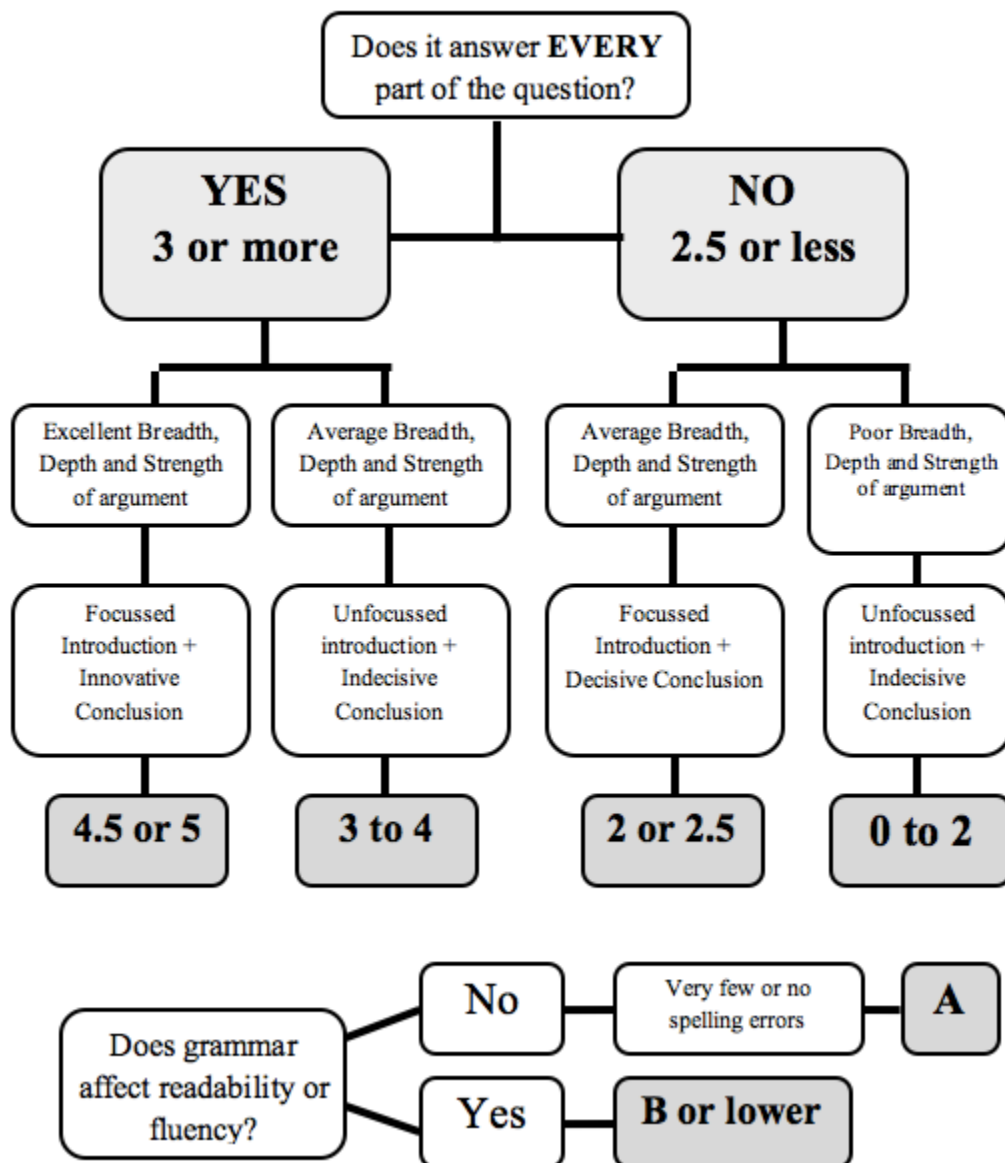 Does it answer EVERY
part of the question?
YES
3 or more
NO
2.5 or less
Excellent Breadth,
Depth and Strength
of argument
Average Breadth,
Depth and Strength
of argument
Average Breadth,
Depth and Strength
of argument
Poor Breadth,
Depth and Strength
of argument
Focussed
Introduction +
Innovative
Conclusion
Unfocussed
introduction +
Indecisive
Conclusion
Focussed
Introduction +
Decisive Conclusion
Unfocussed
introduction +
Indecisive
Conclusion
4.5 or 5
3 to 4
2 or 2.5
0 to 2
Does grammar
affect readability or
fluency?
No
Very few or no
spelling errors
A
Yes
B or lower